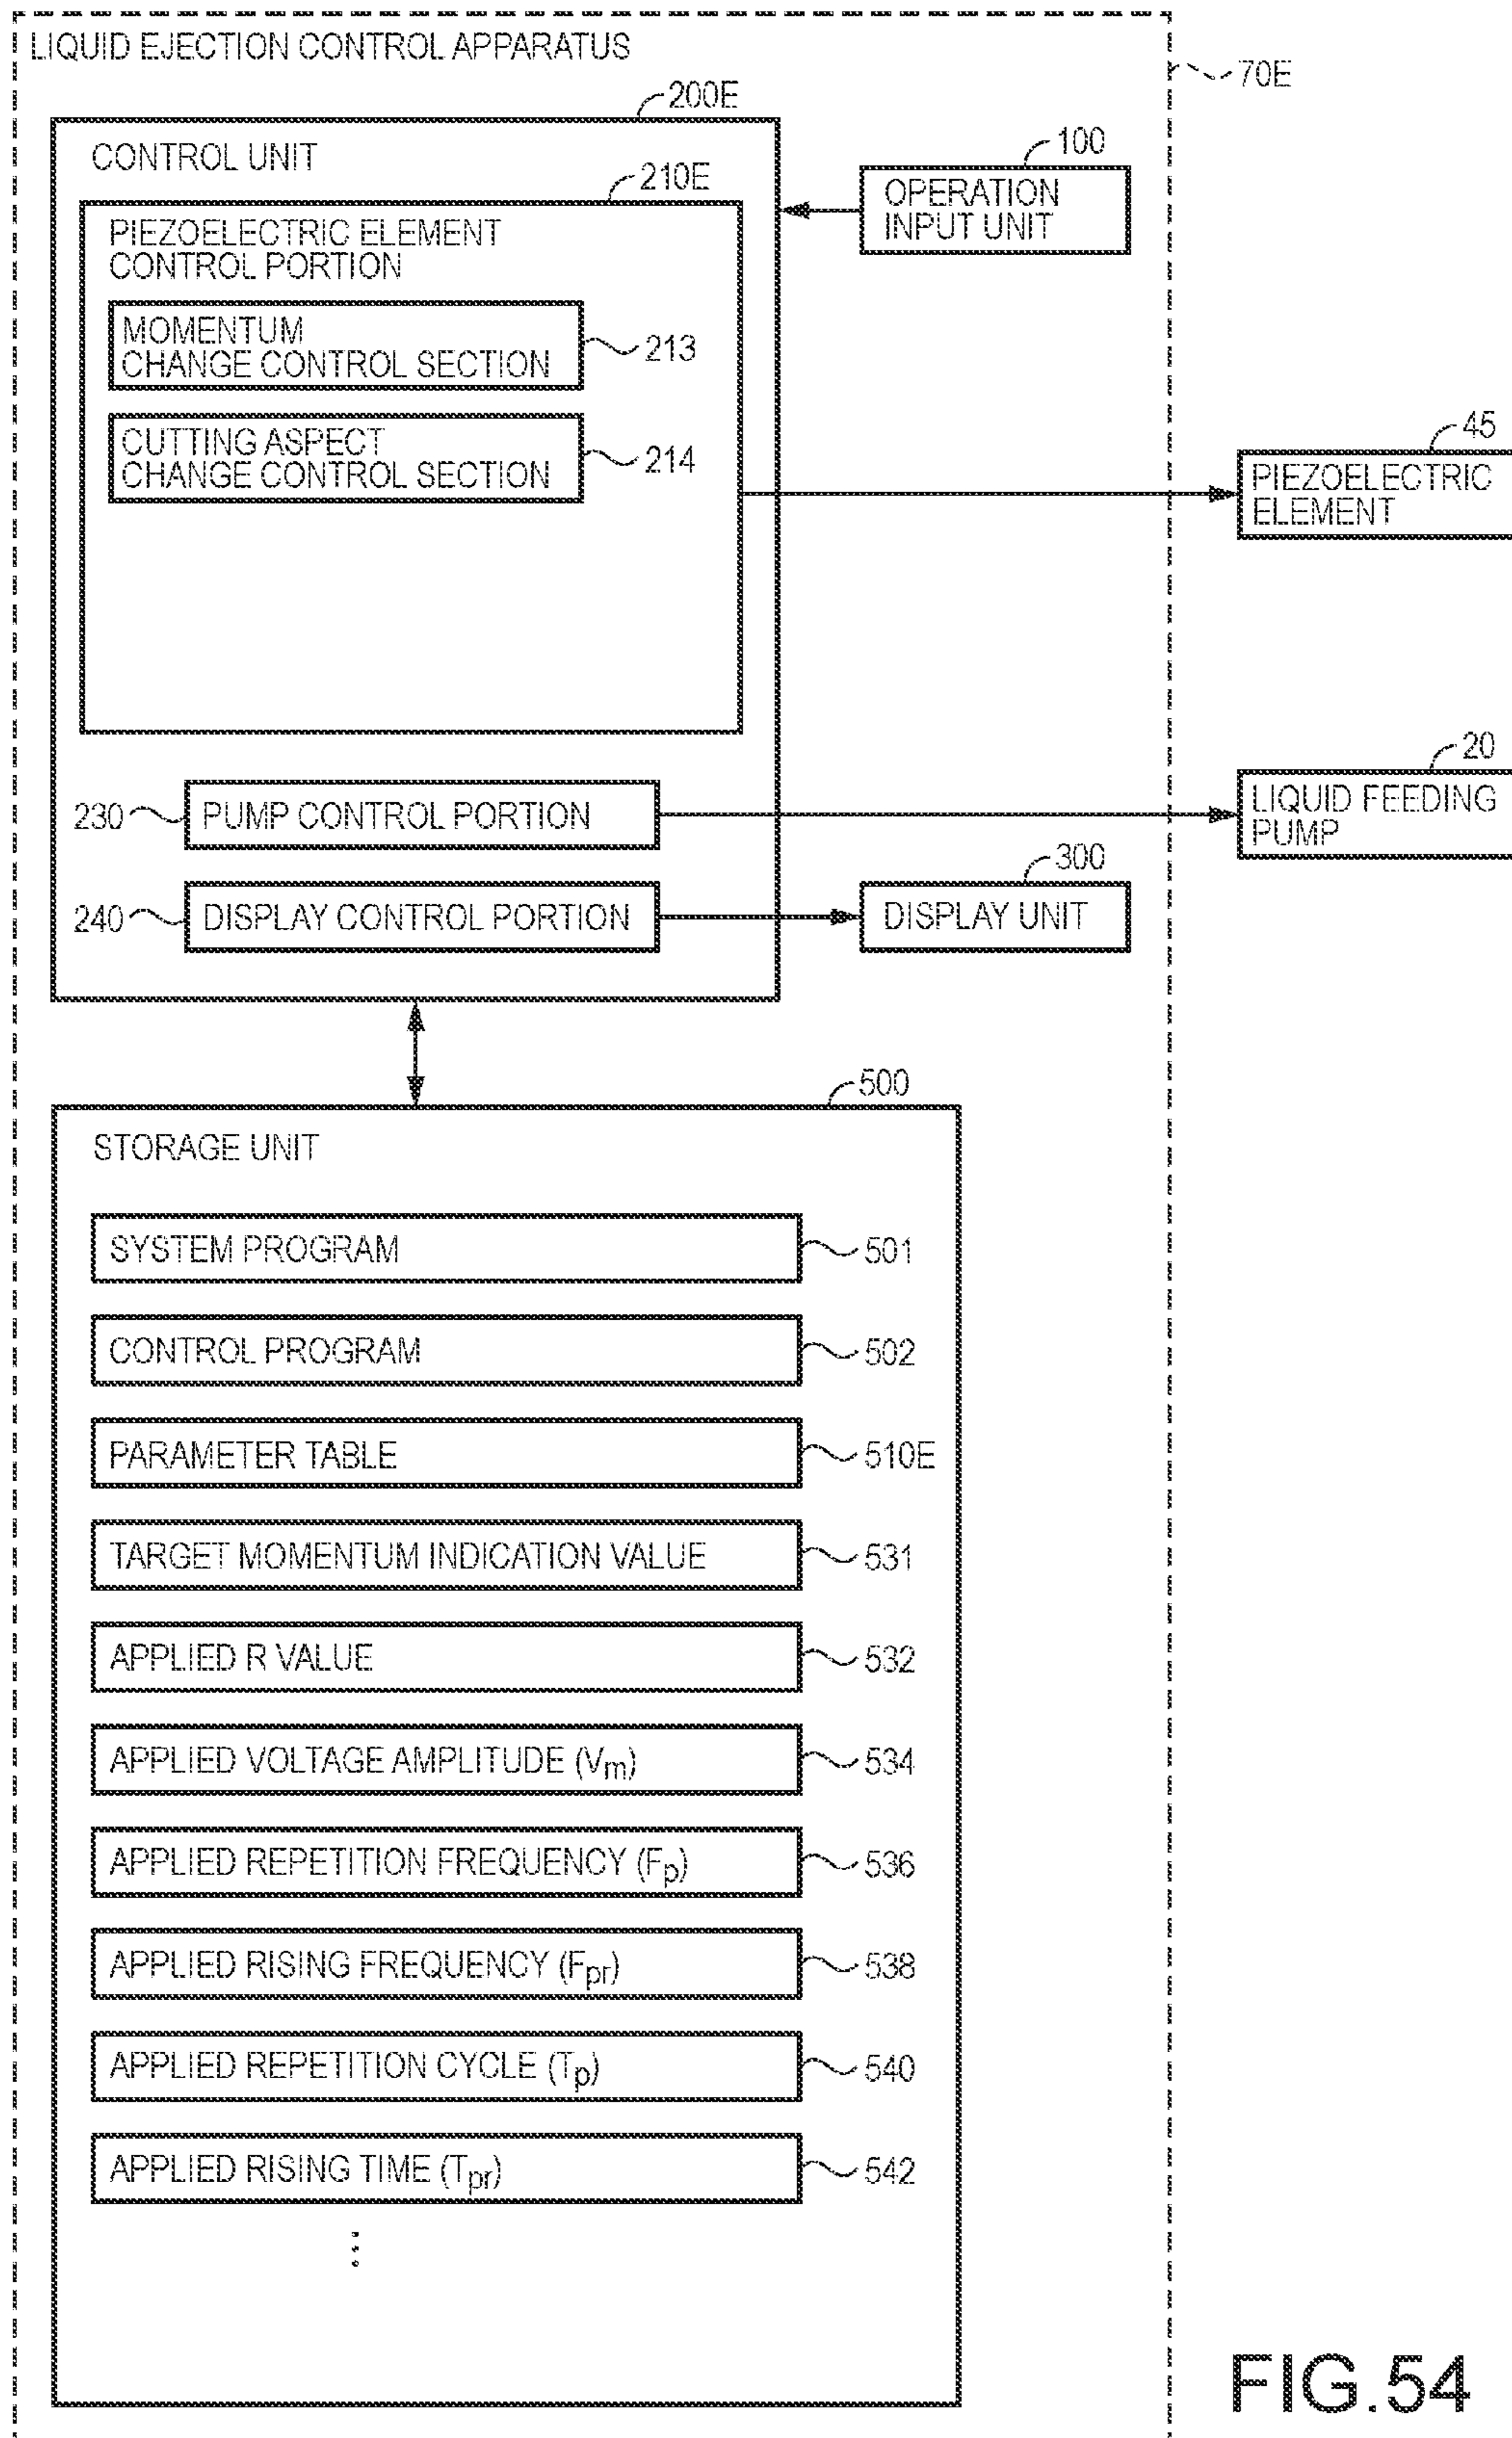 LIQUID EJECTION CONTROL APPARATUS
70E
200E
CONTROL UNIT
100
OPERATION
INPUT UNIT
210E
PIEZOELECTRIC ELEMENT
CONTROL PORTION
MOMENTUM
CHANGE CONTROL SECTION
213
CUTTING ASPECT
CHANGE CONTROL SECTION
214
45
PIEZOELECTRIC
ELEMENT
230
PUMP CONTROL PORTION
20
LIQUID FEEDING
PUMP
240
DISPLAY CONTROL PORTION
300
DISPLAY UNIT
500
STORAGE UNIT
SYSTEM PROGRAM
501
CONTROL PROGRAM
502
PARAMETER TABLE
510E
TARGET MOMENTUM INDICATION VALUE
531
APPLIED R VALUE
532
APPLIED VOLTAGE AMPLITUDE (Vm)
534
APPLIED REPETITION FREQUENCY (Fp)
536
APPLIED RISING FREQUENCY (Fpr)
538
APPLIED REPETITION CYCLE (Tp)
540
APPLIED RISING TIME (Tpr)
542
⋮
FIG.54